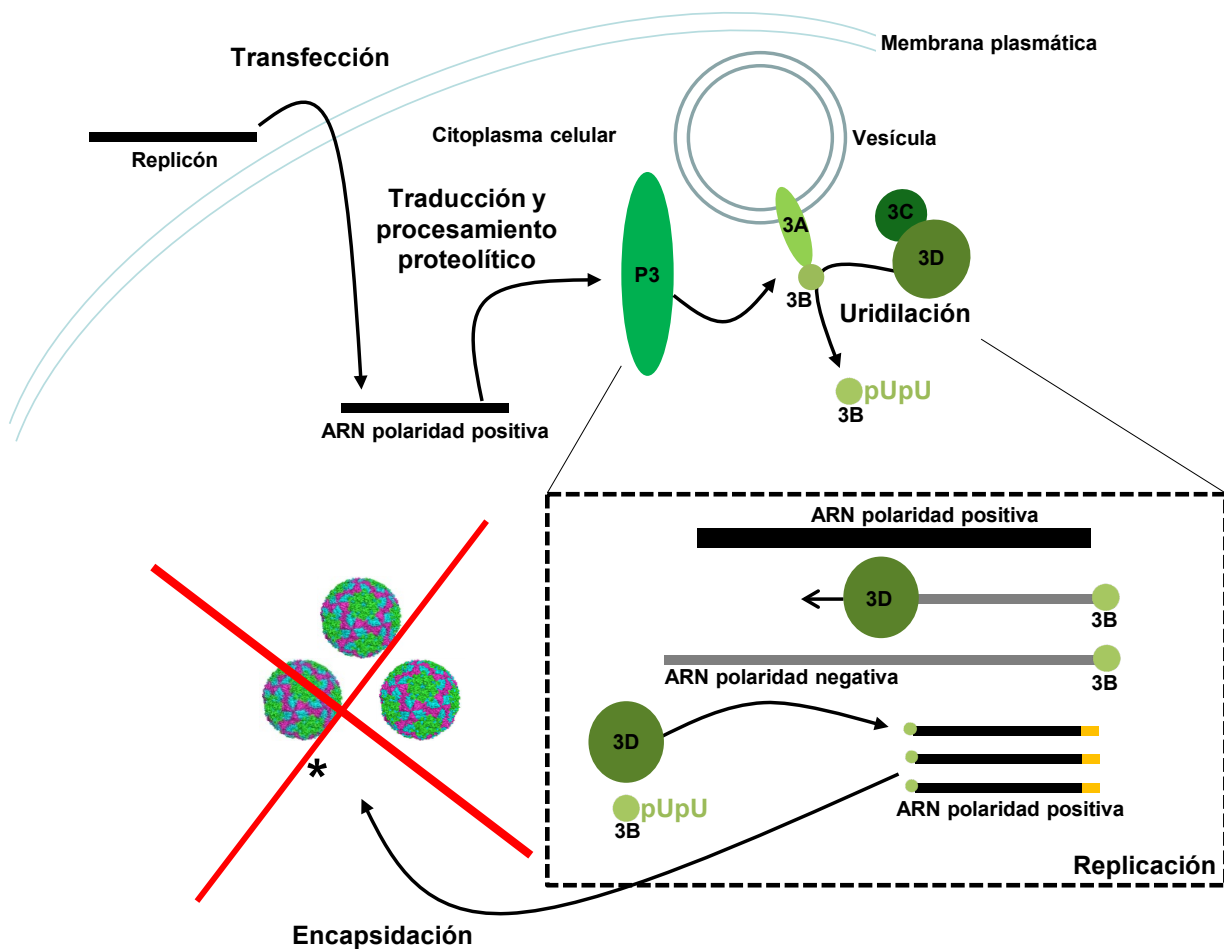 Membrana plasmática
Transfección
Replicón
Citoplasma celular
Vesícula
Traducción y
procesamiento
proteolítico
P3
3A
3B
3C
3D
Uridilación
pUpU
3B
ARN polaridad positiva
ARN polaridad positiva
3D
3B
ARN polaridad negativa
3B
3D
pUpU
3B
ARN polaridad positiva
Replicación
*
Encapsidación